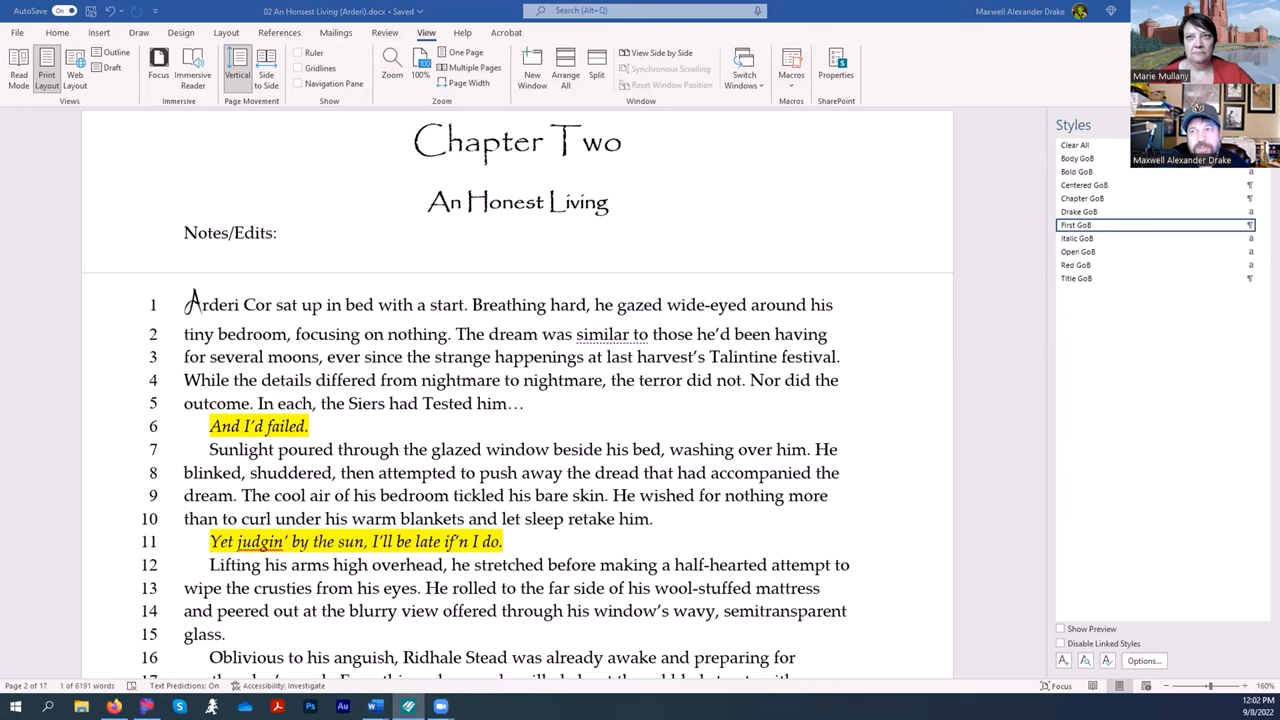 AutoSave On 02 An Honest Living (Arderi).docx • Saved Search (Alt+Q) Maxwell Alexander Drake
File Home Insert Draw Design Layout References Mailings Review View Help Acrobat
Read Mode
Print Layout
Web Layout
Outline
Draft
Views
Focus
Immersive Reader
Immersive
Vertical
Side to Side
Page Movement
Ruler
Gridlines
Navigation Pane
Show
Zoom
100%
One Page
Multiple Pages
Page Width
Zoom
New Window
Arrange All
Split
View Side by Side
Synchronous Scrolling
Reset Window Position
Window
Switch Windows
Macros
Macros
Properties
SharePoint
Marie Mullany
Maxwell Alexander Drake
Chapter Two
An Honest Living
Notes/Edits:
1 Arderi Cor sat up in bed with a start. Breathing hard, he gazed wide-eyed around his
2 tiny bedroom, focusing on nothing. The dream was similar to those he’d been having
3 for several moons, ever since the strange happenings at last harvest’s Talintine festival.
4 While the details differed from nightmare to nightmare, the terror did not. Nor did the
5 outcome. In each, the Siers had Tested him…
6 And I’d failed.
7 Sunlight poured through the glazed window beside his bed, washing over him. He
8 blinked, shuddered, then attempted to push away the dread that had accompanied the
9 dream. The cool air of his bedroom tickled his bare skin. He wished for nothing more
10 than to curl under his warm blankets and let sleep retake him.
11 Yet judgin’ by the sun, I’ll be late if’n I do.
12 Lifting his arms high overhead, he stretched before making a half-hearted attempt to
13 wipe the crusties from his eyes. He rolled to the far side of his wool-stuffed mattress
14 and peered out at the blurry view offered through his window’s wavy, semitransparent
15 glass.
16 Oblivious to his anguish, Ridhale Stead was already awake and preparing for
Styles
Clear All
Body GoB
Bold GoB
Centered GoB
Chapter GoB
Drake GoB
First GoB
Italic GoB
Open GoB
Red GoB
Title GoB
Show Preview
Disable Linked Styles
Options...
Page 2 of 17 1 of 6191 words Text Predictions: On Accessibility: Investigate Focus 160%
12:02 PM
9/8/2022